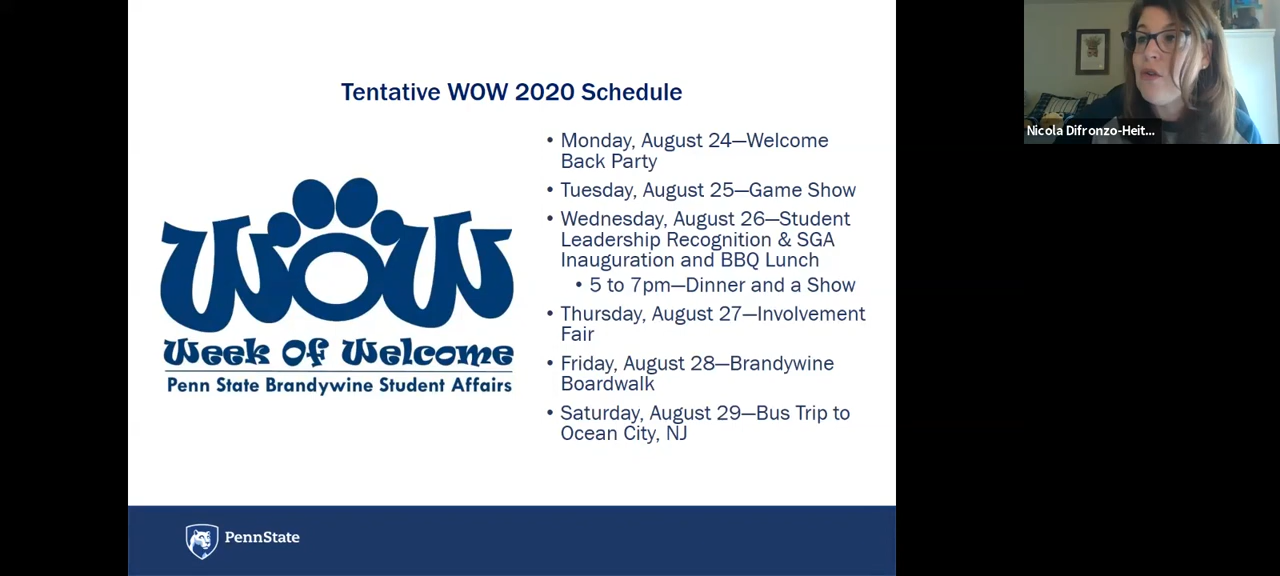 Tentative WOW 2020 Schedule
• Monday, August 24—Welcome
Back Party
• Tuesday, August 25—Game Show
• Wednesday, August 26—Student
Leadership Recognition & SGA
Inauguration and BBQ Lunch
• 5 to 7pm—Dinner and a Show
• Thursday, August 27—Involvement
Fair
• Friday, August 28—Brandywine
Boardwalk
• Saturday, August 29—Bus Trip to
Ocean City, NJ
WOW
Week Of Welcome
Penn State Brandywine Student Affairs
PennState
Nicola Difronzo-Heit...